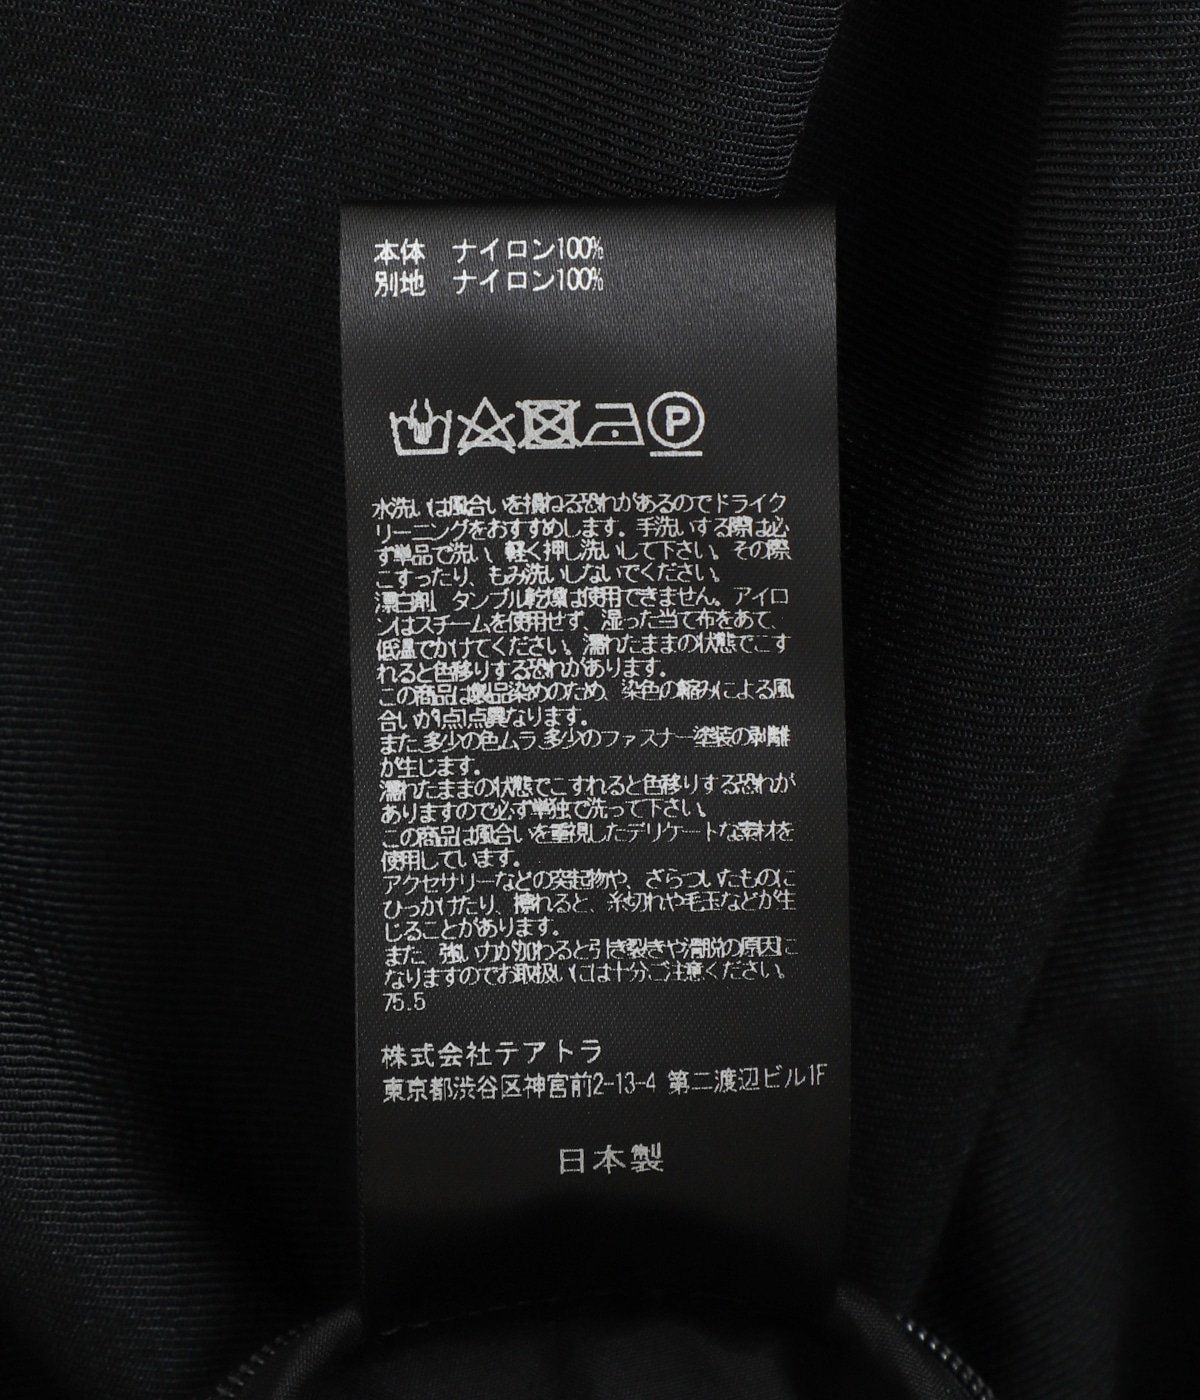 本体　ナイロン100%
別地　ナイロン100%
P
水洗いは風合いを損ねる恐れがあるのでドライク
リーニングをおすすめします。手洗いする際は必
ず単品で洗い、軽く押し洗いして下さい。その際
こすったり、もみ洗いしないでください。
漂白剤、タンブル乾燥は使用できません。アイロ
ンはスチームを使用せず、湿った当て布をあて、
低温でかけてください。濡れたままの状態でこす
れると色移りする恐れがあります。
この商品は製品染めのため、染色の縮みによる風
合いが1点1点異なります。
また,多少の色ムラ,多少のファスナー塗装の剥離
が生じます。
濡れたままの状態でこすれると色移りする恐れが
ありますので必ず単独で洗って下さい。
この商品は風合いを重視したデリケートな素材を
使用しています。
アクセサリーなどの突起物や、ざらついたものに
ひっかけたり、擦れると、糸切れや毛玉などが生
じることがあります。
また、強い力が加わると引き裂きや滑脱の原因に
なりますのでお取扱いには十分ご注意ください。
75.5
株式会社テアトラ
東京都渋谷区神宮前2-13-4 第二渡辺ビル1F
日本製